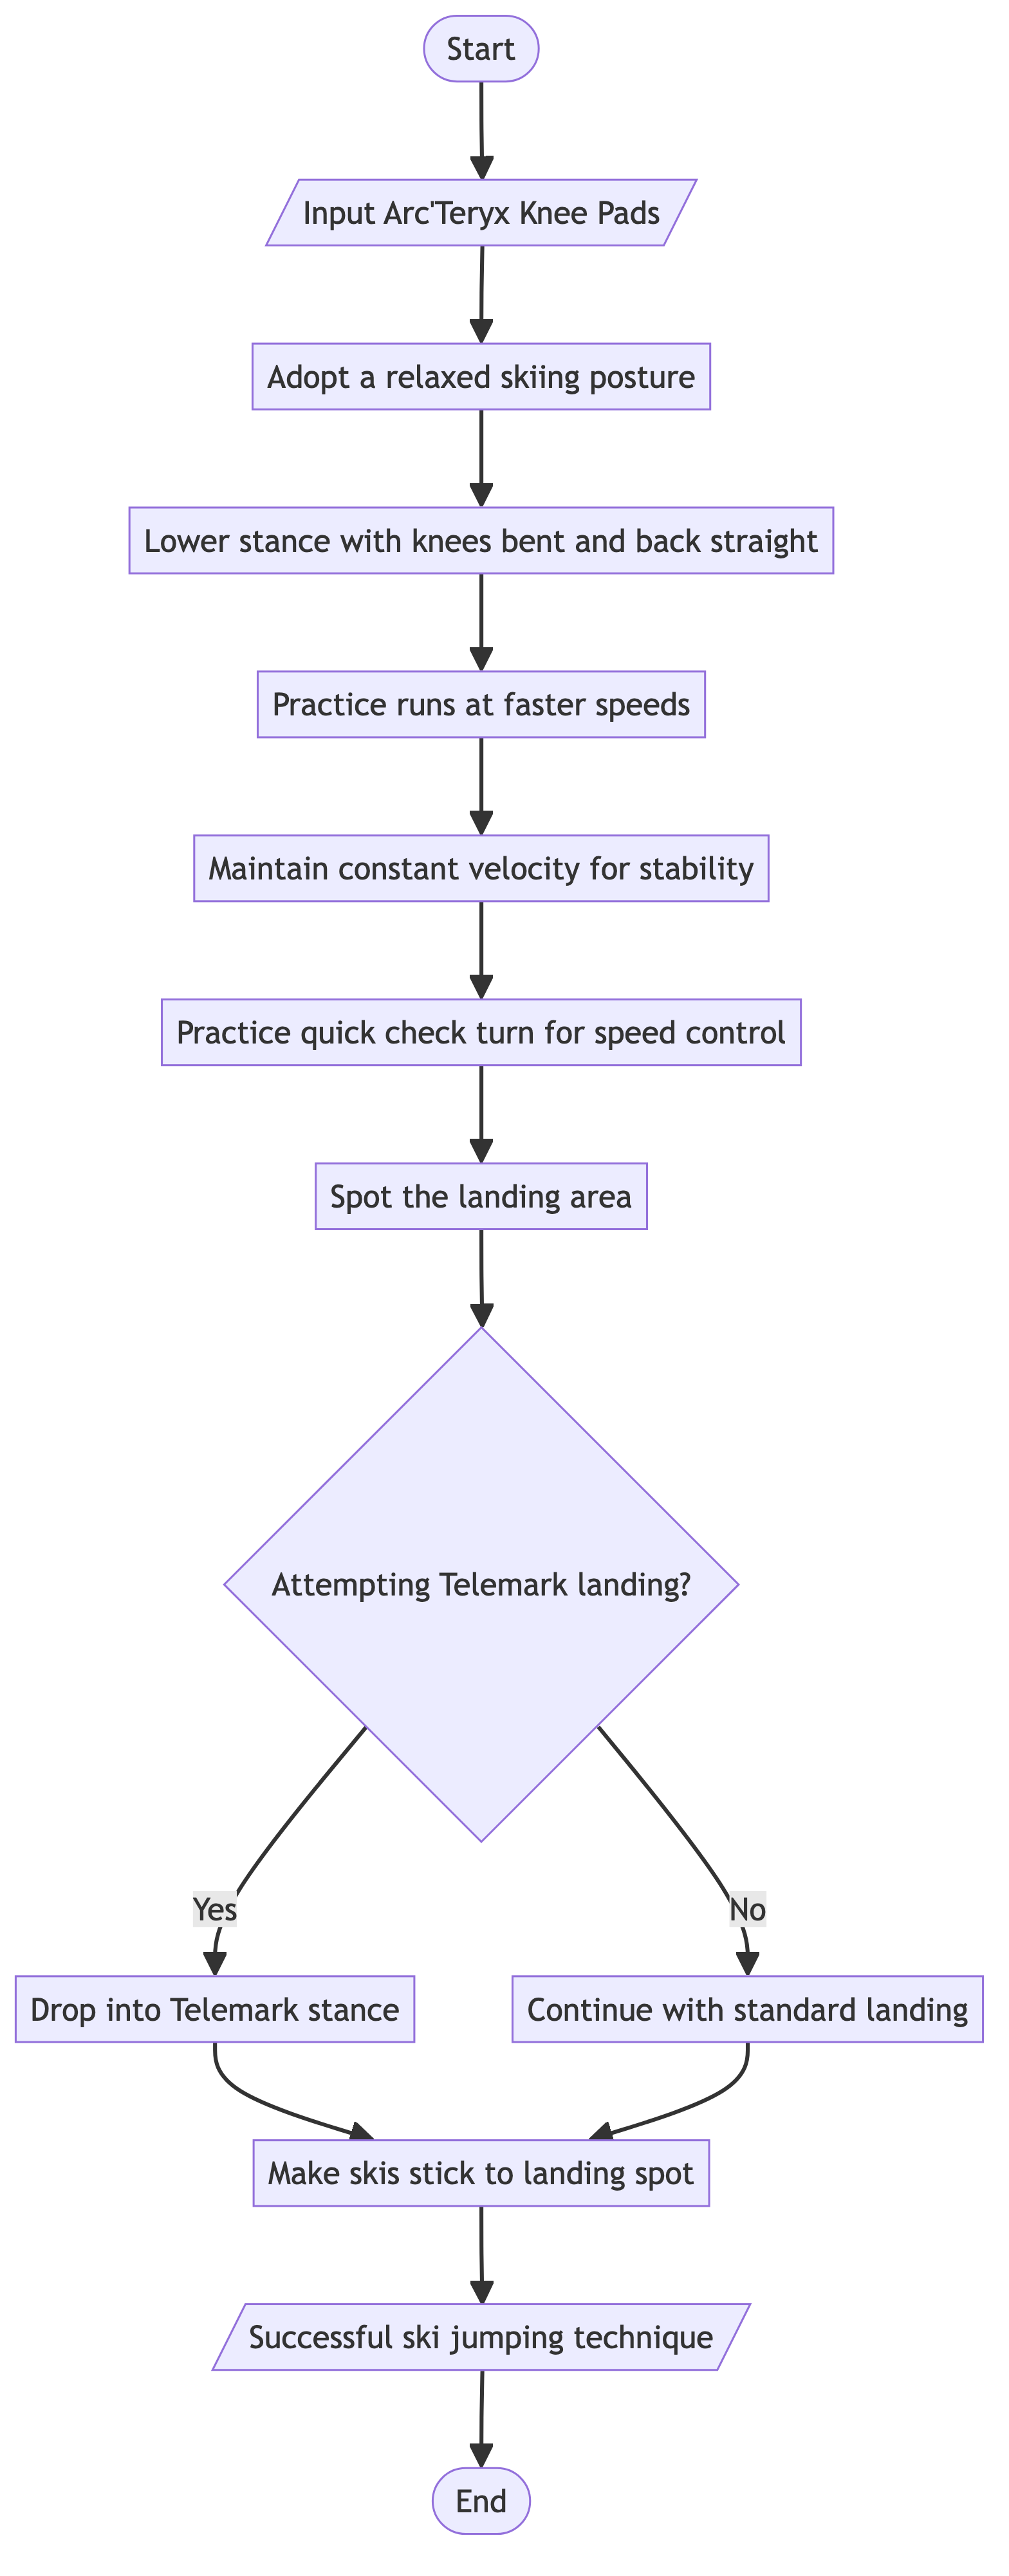 Start
Input Arc'Teryx Knee Pads
Adopt a relaxed skiing posture
Lower stance with knees bent and back straight
Practice runs at faster speeds
Maintain constant velocity for stability
Practice quick check turn for speed control
Spot the landing area
Attempting Telemark landing?
Yes
No
Drop into Telemark stance
Continue with standard landing
Make skis stick to landing spot
Successful ski jumping technique
End